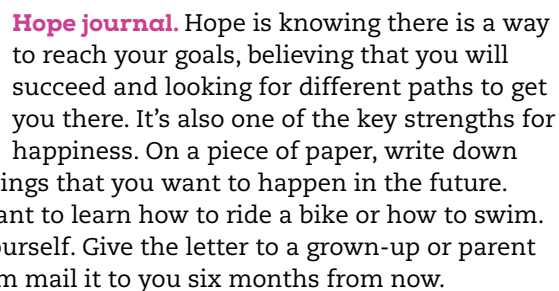 Hope journal. Hope is knowing there is a way
to reach your goals, believing that you will
succeed and looking for different paths to get
you there. It’s also one of the key strengths for
happiness. On a piece of paper, write down
ings that you want to happen in the future.
ant to learn how to ride a bike or how to swim.
ourself. Give the letter to a grown-up or parent
m mail it to you six months from now.